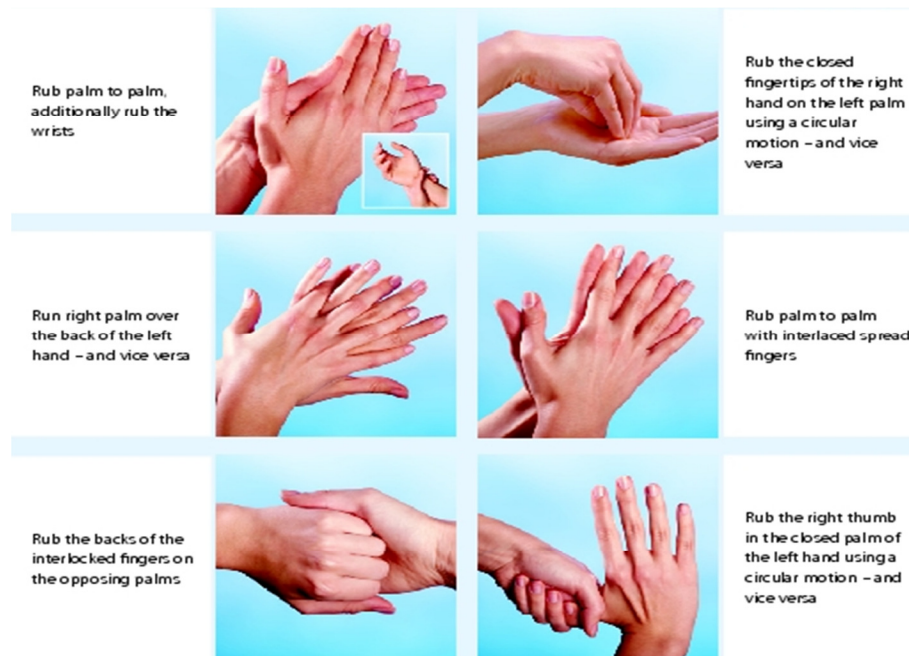 Rub palm to palm,
additionally rub the
wrists
Rub the closed
fingertips of the right
hand on the left palm
using a circular
motion – and vice
versa
Run right palm over
the back of the left
hand – and vice versa
Rub palm to palm
with interlaced spread
fingers
Rub the backs of the
interlocked fingers on
the opposing palms
Rub the right thumb
in the closed palm of
the left hand using a
circular motion – and
vice versa